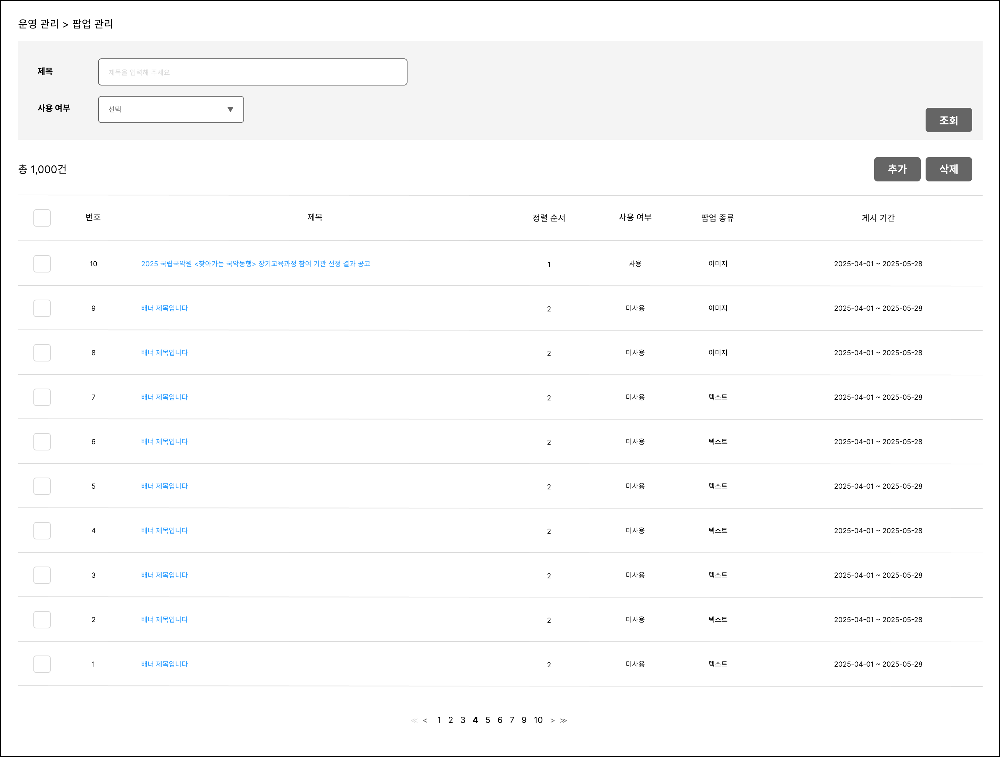 운영 관리 > 팝업 관리
제목
제목을 입력해 주세요
사용 여부
선택 ▼
조회
총 1,000건
추가 삭제
번호 제목 정렬 순서 사용 여부 팝업 종류 게시 기간
10 2025 국립국악원 <찾아가는 국악동행> 장기교육과정 참여 기관 선정 결과 공고 1 사용 이미지 2025-04-01 ~ 2025-05-28
9 배너 제목입니다 2 미사용 이미지 2025-04-01 ~ 2025-05-28
8 배너 제목입니다 2 미사용 이미지 2025-04-01 ~ 2025-05-28
7 배너 제목입니다 2 미사용 텍스트 2025-04-01 ~ 2025-05-28
6 배너 제목입니다 2 미사용 텍스트 2025-04-01 ~ 2025-05-28
5 배너 제목입니다 2 미사용 텍스트 2025-04-01 ~ 2025-05-28
4 배너 제목입니다 2 미사용 텍스트 2025-04-01 ~ 2025-05-28
3 배너 제목입니다 2 미사용 텍스트 2025-04-01 ~ 2025-05-28
2 배너 제목입니다 2 미사용 텍스트 2025-04-01 ~ 2025-05-28
1 배너 제목입니다 2 미사용 텍스트 2025-04-01 ~ 2025-05-28
≪ < 1 2 3 4 5 6 7 9 10 > ≫